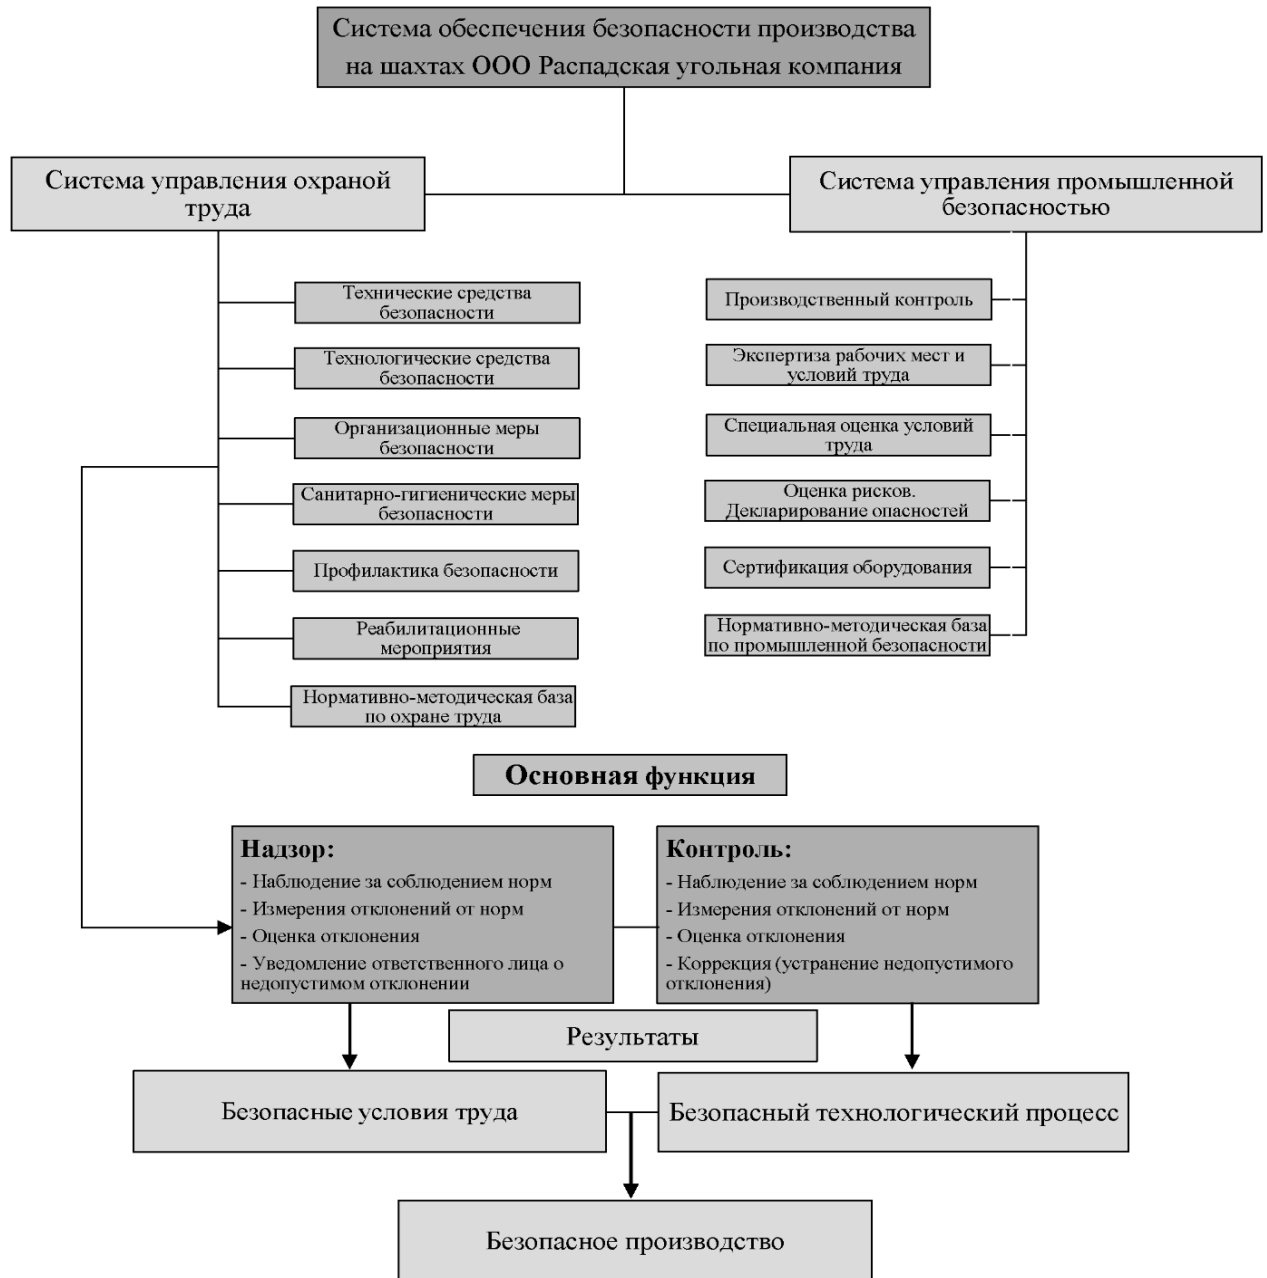 Система обеспечения безопасности производства
на шахтах ООО Распадская угольная компания
Система управления охраной
труда
Система управления промышленной
безопасностью
Технические средства
безопасности
Технологические средства
безопасности
Организационные меры
безопасности
Санитарно-гигиенические меры
безопасности
Профилактика безопасности
Реабилитационные
мероприятия
Нормативно-методическая база
по охране труда
Производственный контроль
Экспертиза рабочих мест и
условий труда
Специальная оценка условий
труда
Оценка рисков.
Декларирование опасностей
Сертификация оборудования
Нормативно-методическая база
по промышленной безопасности
Основная функция
Надзор:
- Наблюдение за соблюдением норм
- Измерения отклонений от норм
- Оценка отклонения
- Уведомление ответственного лица о
недопустимом отклонении
Контроль:
- Наблюдение за соблюдением норм
- Измерения отклонений от норм
- Оценка отклонения
- Коррекция (устранение недопустимого
отклонения)
Результаты
Безопасные условия труда
Безопасный технологический процесс
Безопасное производство